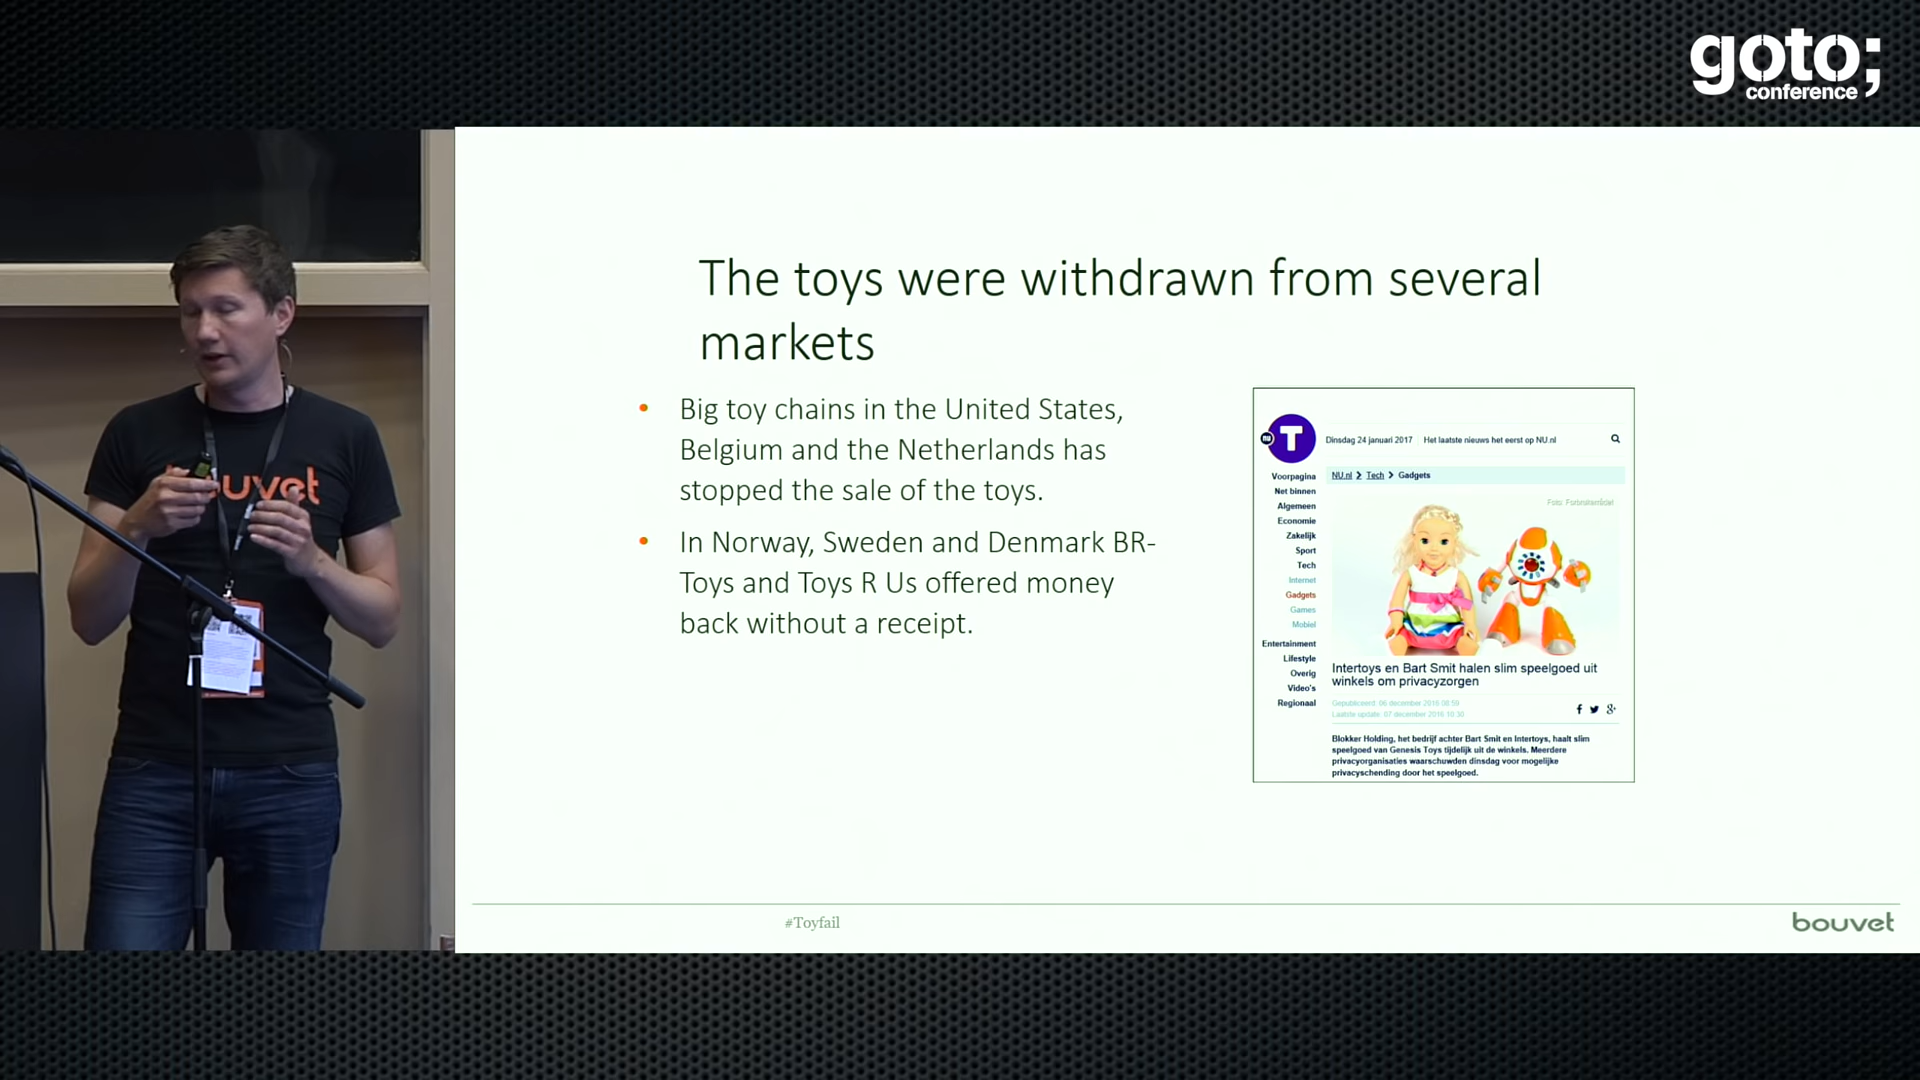 goto;
conference
bouvet
The toys were withdrawn from several
markets
• Big toy chains in the United States,
Belgium and the Netherlands has
stopped the sale of the toys.
• In Norway, Sweden and Denmark BR-
Toys and Toys R Us offered money
back without a receipt.
nu
T
Dinsdag 24 januari 2017 Het laatste nieuws het eerst op NU.nl
NU.nl > Tech > Gadgets
Voorpagina
Net binnen
Algemeen
Economie
Zakelijk
Sport
Tech
Internet
Gadgets
Games
Mobiel
Entertainment
Lifestyle
Overig
Video's
Regionaal
Foto: Forbrukerrådet
Intertoys en Bart Smit halen slim speelgoed uit
winkels om privacyzorgen
Gepubliceerd: 06 december 2016 08:59
Laatste update: 07 december 2016 10:30
Blokker Holding, het bedrijf achter Bart Smit en Intertoys, haalt slim
speelgoed van Genesis Toys tijdelijk uit de winkels. Meerdere
privacyorganisaties waarschuwden dinsdag voor mogelijke
privacyschending door het speelgoed.
#Toyfail
bouvet